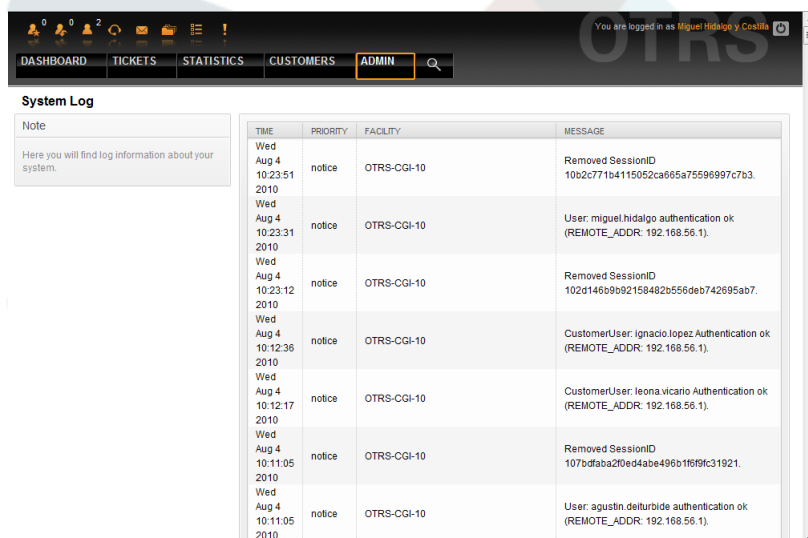 OTRS
0 0 2 You are logged in as Miguel Hidalgo y Costilla
DASHBOARD TICKETS STATISTICS CUSTOMERS ADMIN
System Log
Note
Here you will find log information about your
system.
TIME PRIORITY FACILITY MESSAGE
Wed
Aug 4
10:23:51
2010
notice
OTRS-CGI-10
Removed SessionID
10b2c771b4115052ca665a75596997c7b3.
Wed
Aug 4
10:23:31
2010
notice
OTRS-CGI-10
User: miguel.hidalgo authentication ok
(REMOTE_ADDR: 192.168.56.1).
Wed
Aug 4
10:23:12
2010
notice
OTRS-CGI-10
Removed SessionID
102d146b9b92158482b556deb742695ab7.
Wed
Aug 4
10:12:36
2010
notice
OTRS-CGI-10
CustomerUser: ignacio.lopez Authentication ok
(REMOTE_ADDR: 192.168.56.1).
Wed
Aug 4
10:12:17
2010
notice
OTRS-CGI-10
CustomerUser: leona.vicario Authentication ok
(REMOTE_ADDR: 192.168.56.1).
Wed
Aug 4
10:11:05
2010
notice
OTRS-CGI-10
Removed SessionID
107bdfaba2f0ed4abe496b1f6f9fc31921.
Wed
Aug 4
10:11:05
2010
notice
OTRS-CGI-10
User: agustin.deiturbide authentication ok
(REMOTE_ADDR: 192.168.56.1).